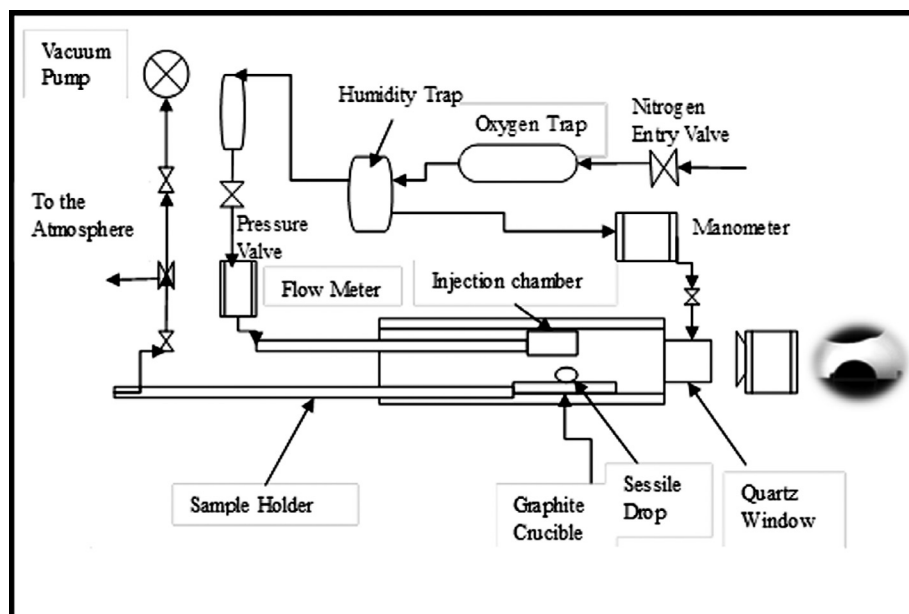 Vacuum
Pump
Humidity Trap
Oxygen Trap
Nitrogen
Entry Valve
To the
Atmosphere
Pressure
Valve
Manometer
Flow Meter
Injection chamber
Sample Holder
Graphite
Crucible
Sessile
Drop
Quartz
Window